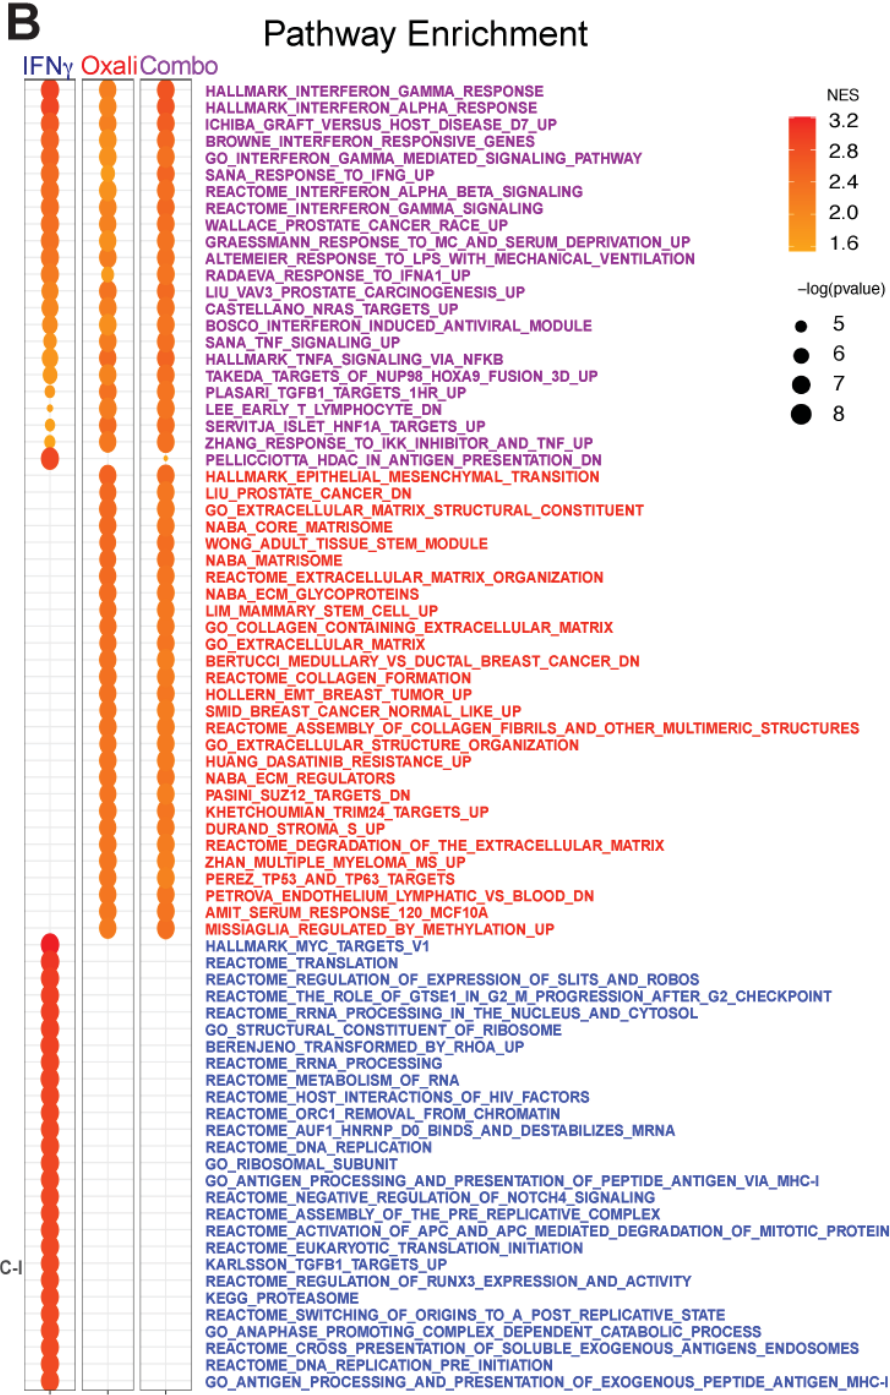 B
Pathway Enrichment
IFNγ Oxali Combo
HALLMARK_INTERFERON_GAMMA_RESPONSE
HALLMARK_INTERFERON_ALPHA_RESPONSE
ICHIBA_GRAFT_VERSUS_HOST_DISEASE_D7_UP
BROWNE_INTERFERON_RESPONSIVE_GENES
GO_INTERFERON_GAMMA_MEDIATED_SIGNALING_PATHWAY
SANA_RESPONSE_TO_IFNG_UP
REACTOME_INTERFERON_ALPHA_BETA_SIGNALING
REACTOME_INTERFERON_GAMMA_SIGNALING
WALLACE_PROSTATE_CANCER_RACE_UP
GRAESSMANN_RESPONSE_TO_MC_AND_SERUM_DEPRIVATION_UP
ALTEMEIER_RESPONSE_TO_LPS_WITH_MECHANICAL_VENTILATION
RADAEVA_RESPONSE_TO_IFNA1_UP
LIU_VAV3_PROSTATE_CARCINOGENESIS_UP
CASTELLANO_NRAS_TARGETS_UP
BOSCO_INTERFERON_INDUCED_ANTIVIRAL_MODULE
SANA_TNF_SIGNALING_UP
HALLMARK_TNFA_SIGNALING_VIA_NFKB
TAKEDA_TARGETS_OF_NUP98_HOXA9_FUSION_3D_UP
PLASARI_TGFB1_TARGETS_1HR_UP
LEE_EARLY_T_LYMPHOCYTE_DN
SERVITJA_ISLET_HNF1A_TARGETS_UP
ZHANG_RESPONSE_TO_IKK_INHIBITOR_AND_TNF_UP
PELLICCIOTTA_HDAC_IN_ANTIGEN_PRESENTATION_DN
HALLMARK_EPITHELIAL_MESENCHYMAL_TRANSITION
LIU_PROSTATE_CANCER_DN
GO_EXTRACELLULAR_MATRIX_STRUCTURAL_CONSTITUENT
NABA_CORE_MATRISOME
WONG_ADULT_TISSUE_STEM_MODULE
NABA_MATRISOME
REACTOME_EXTRACELLULAR_MATRIX_ORGANIZATION
NABA_ECM_GLYCOPROTEINS
LIM_MAMMARY_STEM_CELL_UP
GO_COLLAGEN_CONTAINING_EXTRACELLULAR_MATRIX
GO_EXTRACELLULAR_MATRIX
BERTUCCI_MEDULLARY_VS_DUCTAL_BREAST_CANCER_DN
REACTOME_COLLAGEN_FORMATION
HOLLERN_EMT_BREAST_TUMOR_UP
SMID_BREAST_CANCER_NORMAL_LIKE_UP
REACTOME_ASSEMBLY_OF_COLLAGEN_FIBRILS_AND_OTHER_MULTIMERIC_STRUCTURES
GO_EXTRACELLULAR_STRUCTURE_ORGANIZATION
HUANG_DASATINIB_RESISTANCE_UP
NABA_ECM_REGULATORS
PASINI_SUZ12_TARGETS_DN
KHETCHOUMIAN_TRIM24_TARGETS_UP
DURAND_STROMA_S_UP
REACTOME_DEGRADATION_OF_THE_EXTRACELLULAR_MATRIX
ZHAN_MULTIPLE_MYELOMA_MS_UP
PEREZ_TP53_AND_TP63_TARGETS
PETROVA_ENDOTHELIUM_LYMPHATIC_VS_BLOOD_DN
AMIT_SERUM_RESPONSE_120_MCF10A
MISSIAGLIA_REGULATED_BY_METHYLATION_UP
HALLMARK_MYC_TARGETS_V1
REACTOME_TRANSLATION
REACTOME_REGULATION_OF_EXPRESSION_OF_SLITS_AND_ROBOS
REACTOME_THE_ROLE_OF_GTSE1_IN_G2_M_PROGRESSION_AFTER_G2_CHECKPOINT
REACTOME_RRNA_PROCESSING_IN_THE_NUCLEUS_AND_CYTOSOL
GO_STRUCTURAL_CONSTITUENT_OF_RIBOSOME
BERENJENO_TRANSFORMED_BY_RHOA_UP
REACTOME_RRNA_PROCESSING
REACTOME_METABOLISM_OF_RNA
REACTOME_HOST_INTERACTIONS_OF_HIV_FACTORS
REACTOME_ORC1_REMOVAL_FROM_CHROMATIN
REACTOME_AUF1_HNRNP_D0_BINDS_AND_DESTABILIZES_MRNA
REACTOME_DNA_REPLICATION
GO_RIBOSOMAL_SUBUNIT
GO_ANTIGEN_PROCESSING_AND_PRESENTATION_OF_PEPTIDE_ANTIGEN_VIA_MHC-I
REACTOME_NEGATIVE_REGULATION_OF_NOTCH4_SIGNALING
REACTOME_ASSEMBLY_OF_THE_PRE_REPLICATIVE_COMPLEX
REACTOME_ACTIVATION_OF_APC_AND_APC_MEDIATED_DEGRADATION_OF_MITOTIC_PROTEIN
REACTOME_EUKARYOTIC_TRANSLATION_INITIATION
C-I
KARLSSON_TGFB1_TARGETS_UP
REACTOME_REGULATION_OF_RUNX3_EXPRESSION_AND_ACTIVITY
KEGG_PROTEASOME
REACTOME_SWITCHING_OF_ORIGINS_TO_A_POST_REPLICATIVE_STATE
GO_ANAPHASE_PROMOTING_COMPLEX_DEPENDENT_CATABOLIC_PROCESS
REACTOME_CROSS_PRESENTATION_OF_SOLUBLE_EXOGENOUS_ANTIGENS_ENDOSOMES
REACTOME_DNA_REPLICATION_PRE_INITIATION
GO_ANTIGEN_PROCESSING_AND_PRESENTATION_OF_EXOGENOUS_PEPTIDE_ANTIGEN_MHC-I
NES
3.2
2.8
2.4
2.0
1.6
−log(pvalue)
5
6
7
8